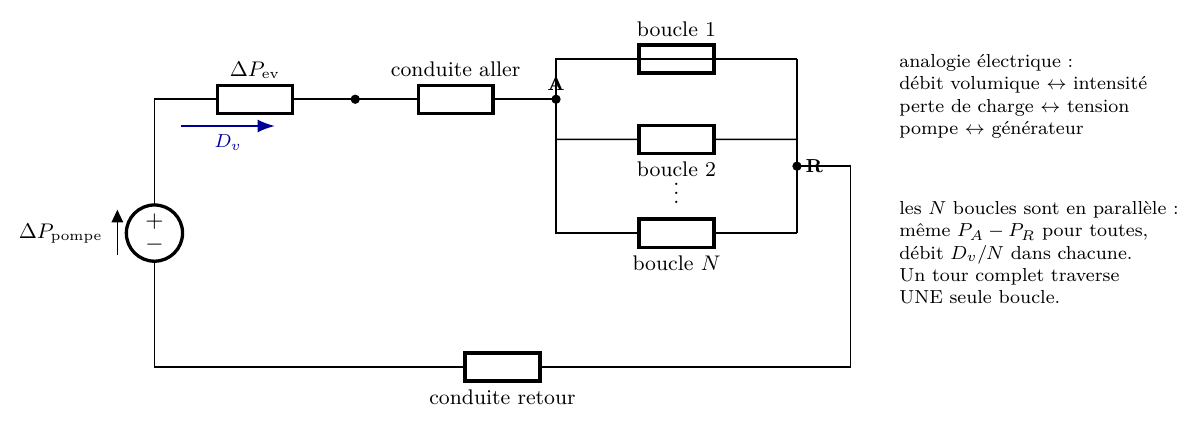 boucle 1
ΔP_ev
conduite aller
A
D_v
boucle 2
⋮
R
+
−
ΔP_pompe
boucle N
conduite retour
analogie électrique :
débit volumique ↔ intensité
perte de charge ↔ tension
pompe ↔ générateur
les N boucles sont en parallèle :
même P_A − P_R pour toutes,
débit D_v/N dans chacune.
Un tour complet traverse
UNE seule boucle.